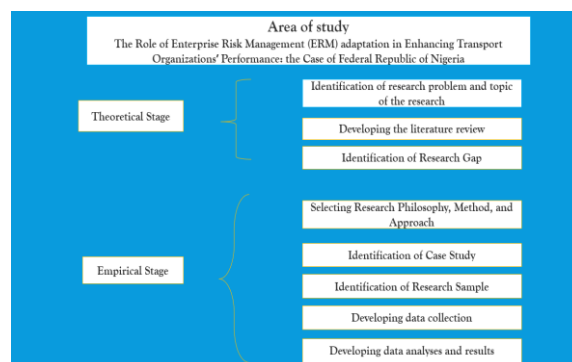 Area of study
The Role of Enterprise Risk Management (ERM) adaptation in Enhancing Transport
Organizations' Performance: the Case of Federal Republic of Nigeria
Theoretical Stage
Identification of research problem and topic
of the research
Developing the literature review
Identification of Research Gap
Empirical Stage
Selecting Research Philosophy, Method, and
Approach
Identification of Case Study
Identification of Research Sample
Developing data collection
Developing data analyses and results